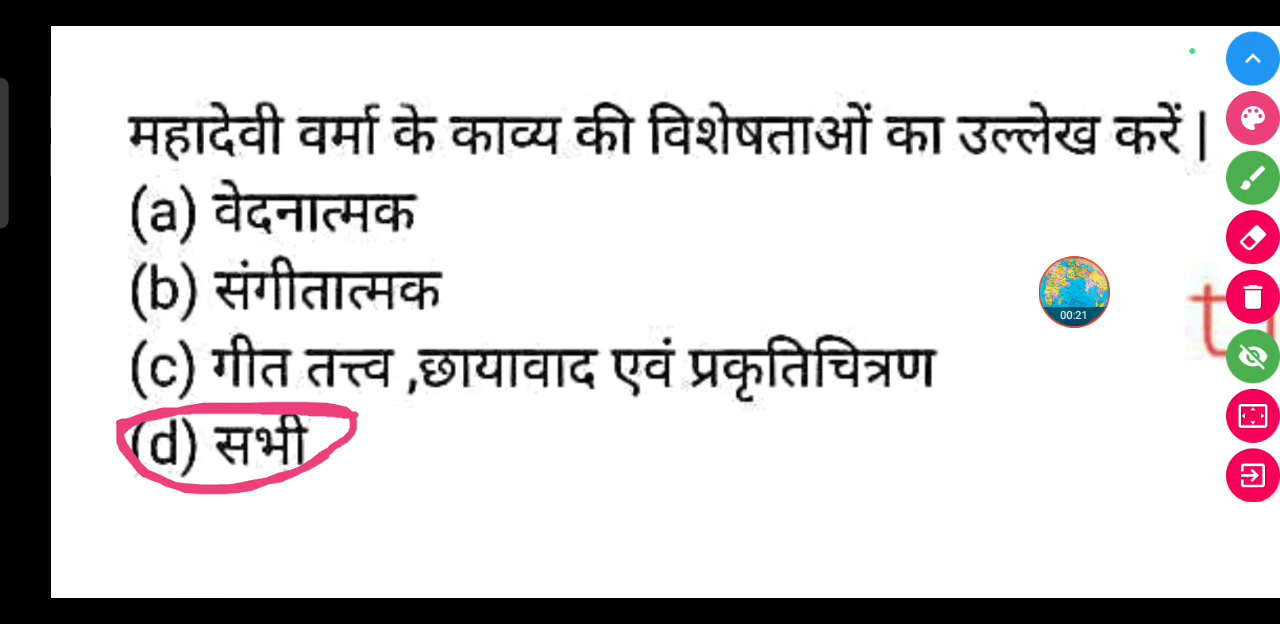 महादेवी वर्मा के काव्य की विशेषताओं का उल्लेख करें |
(a) वेदनात्मक
(b) संगीतात्मक
(c) गीत तत्त्व ,छायावाद एवं प्रकृतिचित्रण
(d) सभी
00:21